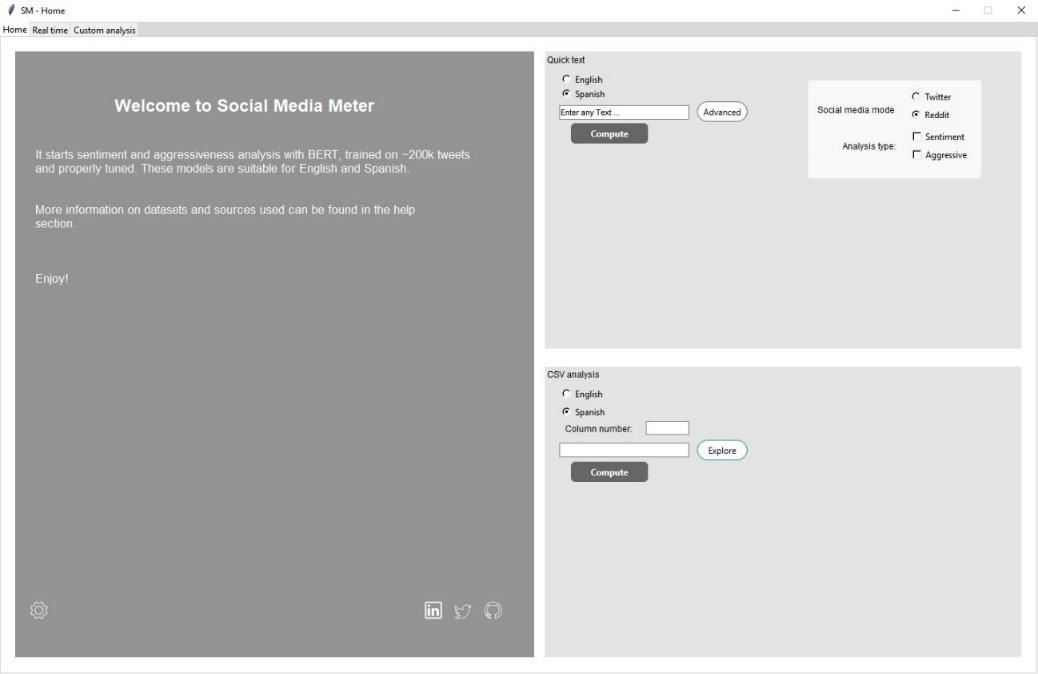 SM - Home
Home Real time Custom analysis
Welcome to Social Media Meter
It starts sentiment and aggressiveness analysis with BERT, trained on ~200k tweets
and properly tuned. These models are suitable for English and Spanish.
More information on datasets and sources used can be found in the help
section.
Enjoy!
in
Quick text
English
Spanish
Enter any Text ...
Advanced
Compute
Social media mode
Twitter
Reddit
Analysis type:
Sentiment
Aggressive
CSV analysis
English
Spanish
Column number:
Explore
Compute